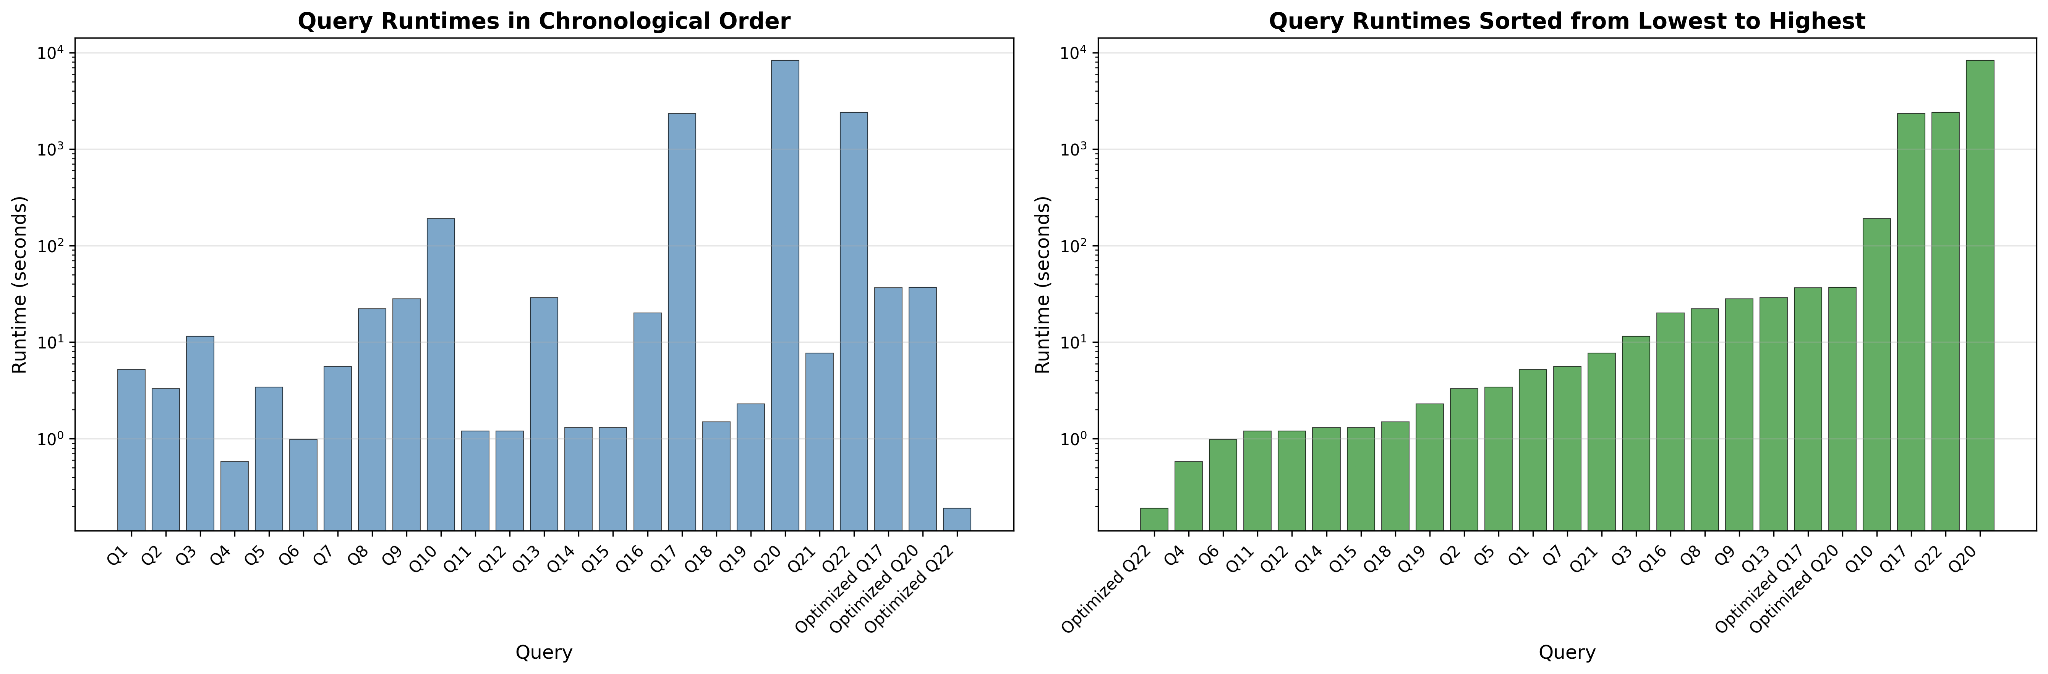 Query Runtimes in Chronological Order
Runtime (seconds)
10⁴
10³
10²
10¹
10⁰
Q1
Q2
Q3
Q4
Q5
Q6
Q7
Q8
Q9
Q10
Q11
Q12
Q13
Q14
Q15
Q16
Q17
Q18
Q19
Q20
Q21
Q22
Optimized Q17
Optimized Q20
Optimized Q22
Query
Query Runtimes Sorted from Lowest to Highest
Runtime (seconds)
10⁴
10³
10²
10¹
10⁰
Optimized Q22
Q4
Q6
Q11
Q12
Q14
Q15
Q18
Q19
Q2
Q5
Q1
Q7
Q21
Q3
Q16
Q8
Q9
Q13
Optimized Q17
Optimized Q20
Q10
Q17
Q22
Q20
Query